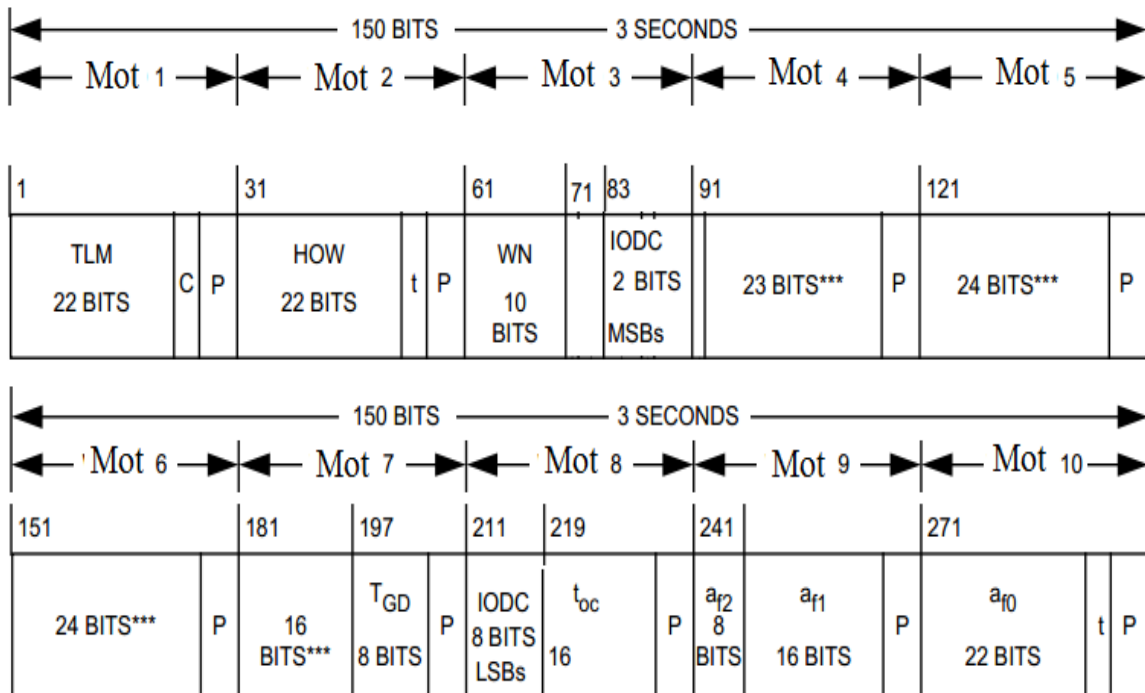 150 BITS 3 SECONDS
Mot 1 Mot 2 Mot 3 Mot 4 Mot 5
1 31 61 71 83 91 121
TLM HOW WN IODC
22 BITS C P 22 BITS t P 10 2 BITS 23 BITS*** P 24 BITS*** P
BITS MSBs
150 BITS 3 SECONDS
Mot 6 Mot 7 Mot 8 Mot 9 Mot 10
151 181 197 211 219 241 271
TGD IODC toc af2 af1 af0
24 BITS*** P 16 P 8 BITS P 8 P t P
BITS*** 8 BITS LSBs 16 BITS 16 BITS 22 BITS